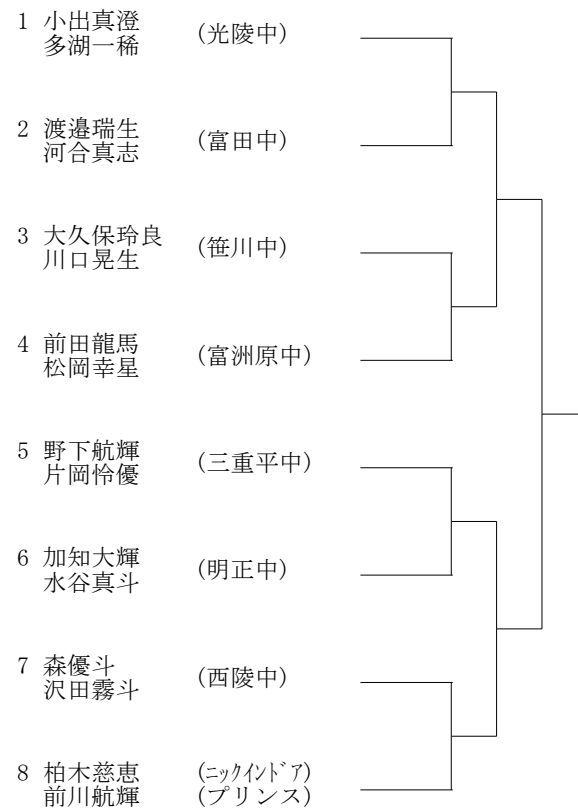 1 小出真澄 (光陵中)
多湖一稀
2 渡邉瑞生 (富田中)
河合真志
3 大久保玲良 (笹川中)
川口晃生
4 前田龍馬 (富洲原中)
松岡幸星
5 野下航輝 (三重平中)
片岡怜優
6 加知大輝 (明正中)
水谷真斗
7 森優斗 (西陵中)
沢田霧斗
8 柏木慈恵 (ﾆｯｸｲﾝﾄﾞｱ)
前川航輝 (プリンス)